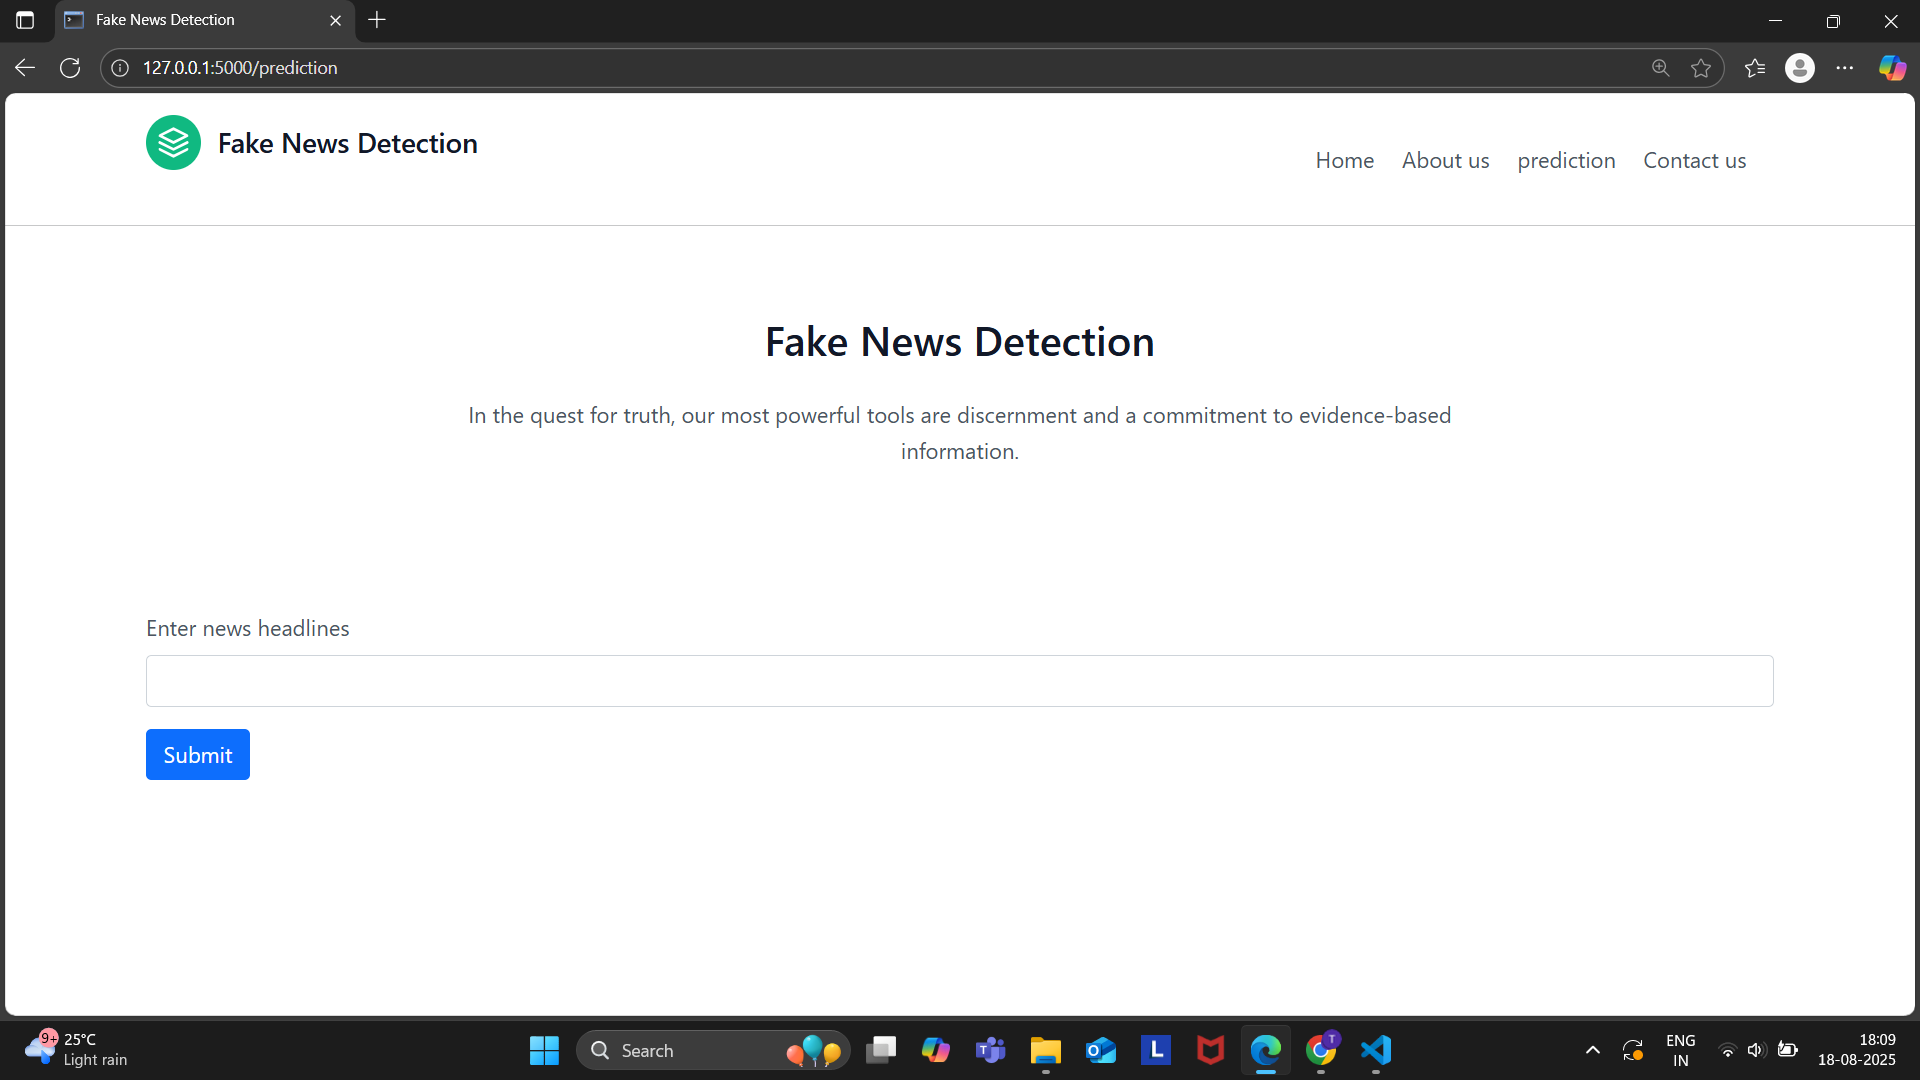 Fake News Detection
127.0.0.1:5000/prediction
Fake News Detection
Home About us prediction Contact us
Fake News Detection
In the quest for truth, our most powerful tools are discernment and a commitment to evidence-based
information.
Enter news headlines
Submit
9+
25°C
Light rain
Search
T
O
L
T
ENG
IN
18:09
18-08-2025